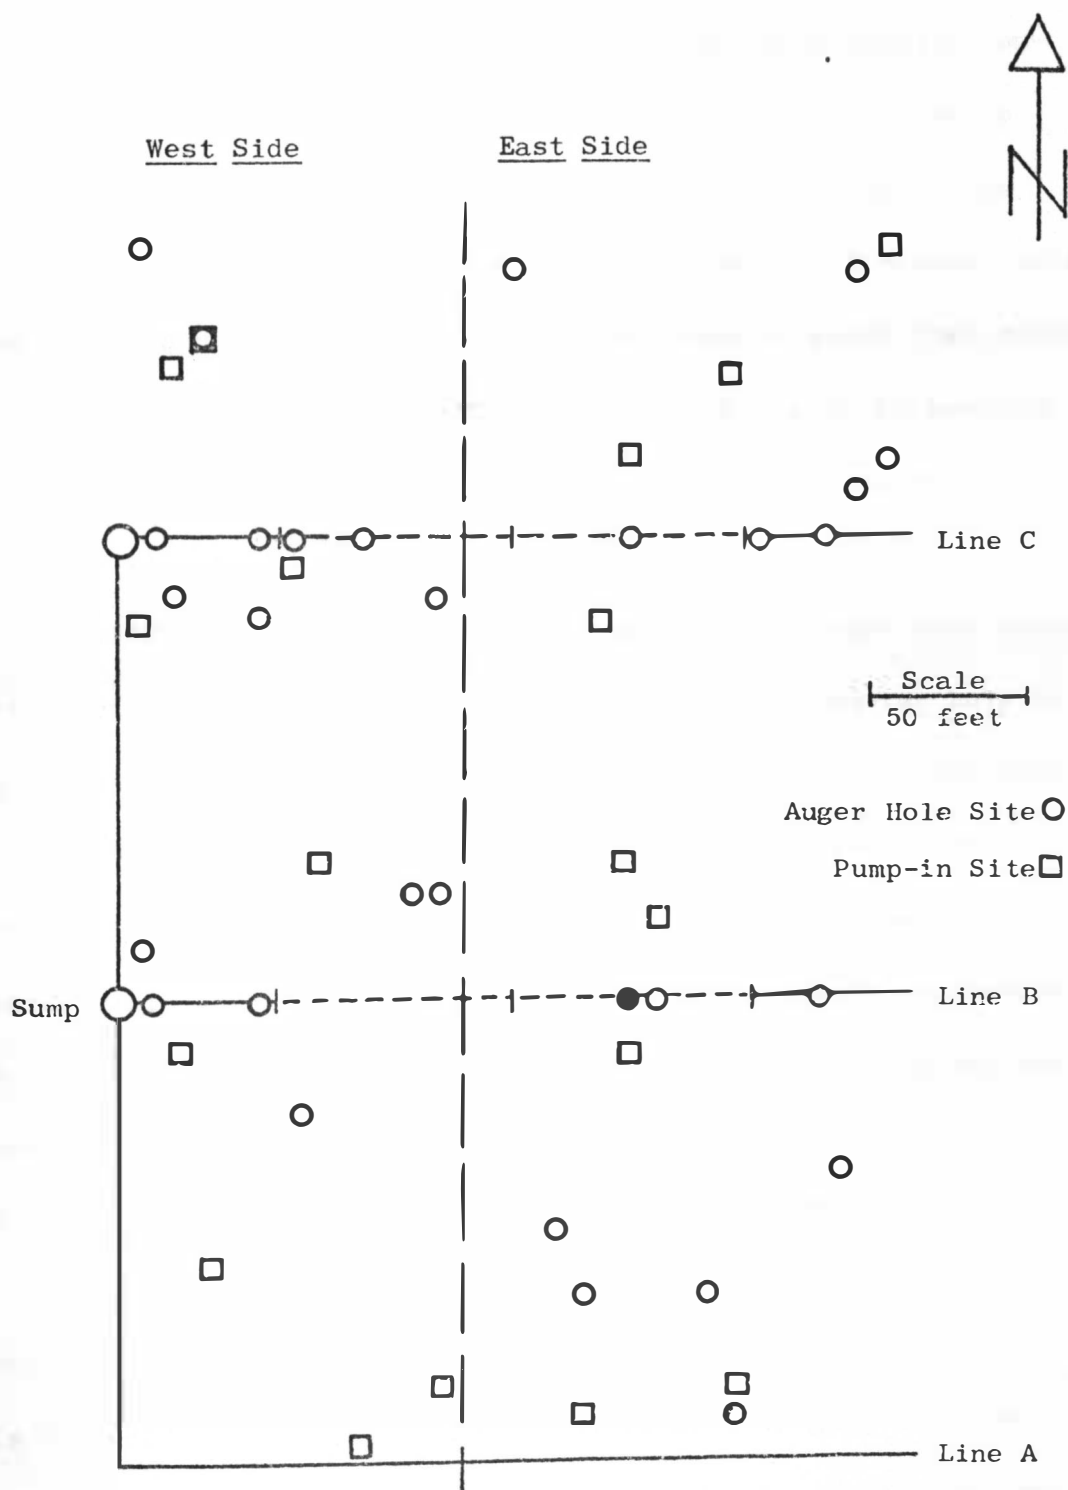 N
West Side
East Side
Line C
Scale
50 feet
Auger Hole Site
Pump-in Site
Sump
Line B
Line A